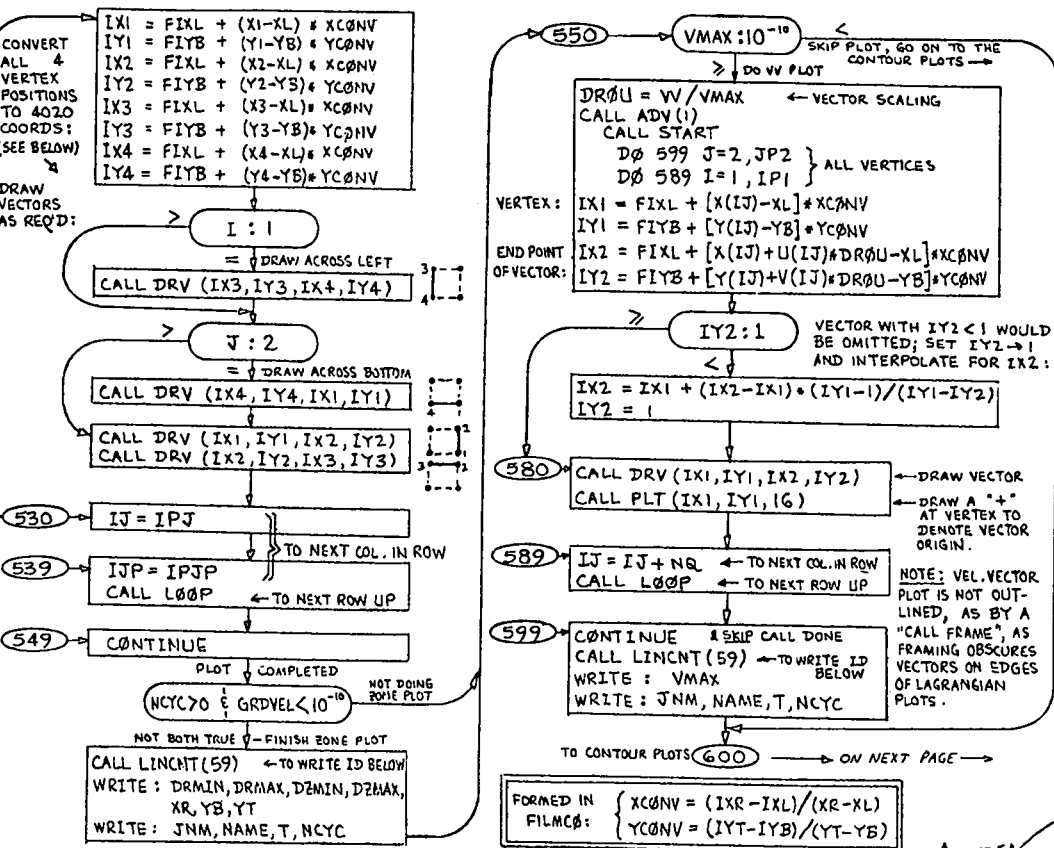 CONVERT
ALL 4
VERTEX
POSITIONS
TO 4020
COORDS:
(SEE BELOW)
DRAW
VECTORS
AS REQ'D:
IX1 = FIXL + (X1-XL) * XCØNV
IY1 = FIYB + (Y1-YB) * YCØNV
IX2 = FIXL + (X2-XL) * XCØNV
IY2 = FIYB + (Y2-YB) * YCØNV
IX3 = FIXL + (X3-XL) * XCØNV
IY3 = FIYB + (Y3-YB) * YCØNV
IX4 = FIXL + (X4-XL) * XCØNV
IY4 = FIYB + (Y4-YB) * YCØNV
>
I : 1
= DRAW ACROSS LEFT
CALL DRV (IX3, IY3, IX4, IY4)
3
4
>
J : 2
= DRAW ACROSS BOTTOM
CALL DRV (IX4, IY4, IX1, IY1)
4 1
CALL DRV (IX1, IY1, IX2, IY2)
CALL DRV (IX2, IY2, IX3, IY3)
2
1
3 2
530
IJ = IPJ
TO NEXT COL. IN ROW
539
IJP = IPJP
CALL LØØP ← TO NEXT ROW UP
549
CØNTINUE
PLOT COMPLETED
NCYC>0 & GRDVEL<10⁻¹⁰
NOT DOING
ZONE PLOT
NOT BOTH TRUE – FINISH ZONE PLOT
CALL LINCNT(59) ← TO WRITE ID BELOW
WRITE : DRMIN, DRMAX, DZMIN, DZMAX,
XR, YB, YT
WRITE : JNM, NAME, T, NCYC
550
VMAX : 10⁻¹⁰
<
SKIP PLOT, GO ON TO THE
CONTOUR PLOTS →
≥ DO VV PLOT
DRØU = VV/VMAX ← VECTOR SCALING
CALL ADV(1)
CALL START
DØ 599 J=2, JP2
DØ 589 I=1, IP1
} ALL VERTICES
VERTEX: IX1 = FIXL + [X(IJ)-XL]*XCØNV
IY1 = FIYB + [Y(IJ)-YB]*YCØNV
END POINT
OF VECTOR:
IX2 = FIXL + [X(IJ)+U(IJ)*DRØU-XL]*XCØNV
IY2 = FIYB + [Y(IJ)+V(IJ)*DRØU-YB]*YCØNV
≥
IY2 : 1
<
VECTOR WITH IY2 < 1 WOULD
BE OMITTED; SET IY2 → 1
AND INTERPOLATE FOR IX2:
IX2 = IX1 + (IX2-IX1) * (IY1-1)/(IY1-IY2)
IY2 = 1
580
CALL DRV (IX1, IY1, IX2, IY2)
CALL PLT (IX1, IY1, 16)
← DRAW VECTOR
← DRAW A "+"
AT VERTEX TO
DENOTE VECTOR
ORIGIN.
589
IJ = IJ + NQ ← TO NEXT COL. IN ROW
CALL LØØP ← TO NEXT ROW UP
NOTE: VEL. VECTOR
PLOT IS NOT OUT-
LINED, AS BY A
"CALL FRAME", AS
FRAMING OBSCURES
VECTORS ON EDGES
OF LAGRANGIAN
PLOTS.
599
CØNTINUE & SKIP CALL DONE
CALL LINCNT(59) ← TO WRITE ID
BELOW
WRITE : VMAX
WRITE : JNM, NAME, T, NCYC
TO CONTOUR PLOTS 600 → ON NEXT PAGE →
FORMED IN
FILMCØ:
XCØNV = (IXR-IXL)/(XR-XL)
YCØNV = (IYT-IYB)/(YT-YB)